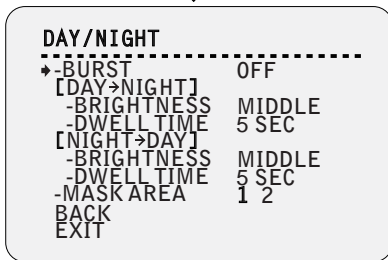 DAY/NIGHT
-BURST OFF
[DAY→NIGHT]
-BRIGHTNESS MIDDLE
-DWELL TIME 5 SEC
[NIGHT→DAY]
-BRIGHTNESS MIDDLE
-DWELL TIME 5 SEC
-MASK AREA 1 2
BACK
EXIT